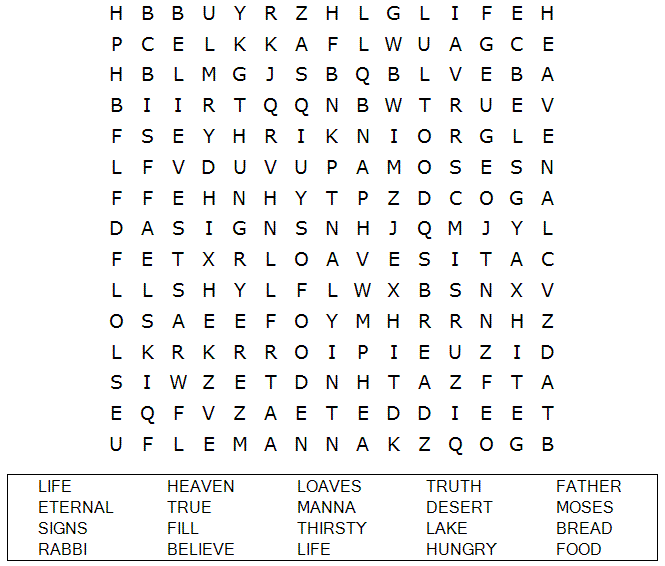 H B B U Y R Z H L G L I F E H
P C E L K K A F L W U A G C E
H B L M G J S B Q B L V E B A
B I I R T Q Q N B W T R U E V
F S E Y H R I K N I O R G L E
L F V D U V U P A M O S E S N
F F E H N H Y T P Z D C O G A
D A S I G N S N H J Q M J Y L
F E T X R L O A V E S I T A C
L L S H Y L F L W X B S N X V
O S A E E F O Y M H R R N H Z
L K R K R R O I P I E U Z I D
S I W Z E T D N H T A Z F T A
E Q F V Z A E T E D D I E E T
U F L E M A N N A K Z Q O G B
LIFE HEAVEN LOAVES TRUTH FATHER
ETERNAL TRUE MANNA DESERT MOSES
SIGNS FILL THIRSTY LAKE BREAD
RABBI BELIEVE LIFE HUNGRY FOOD